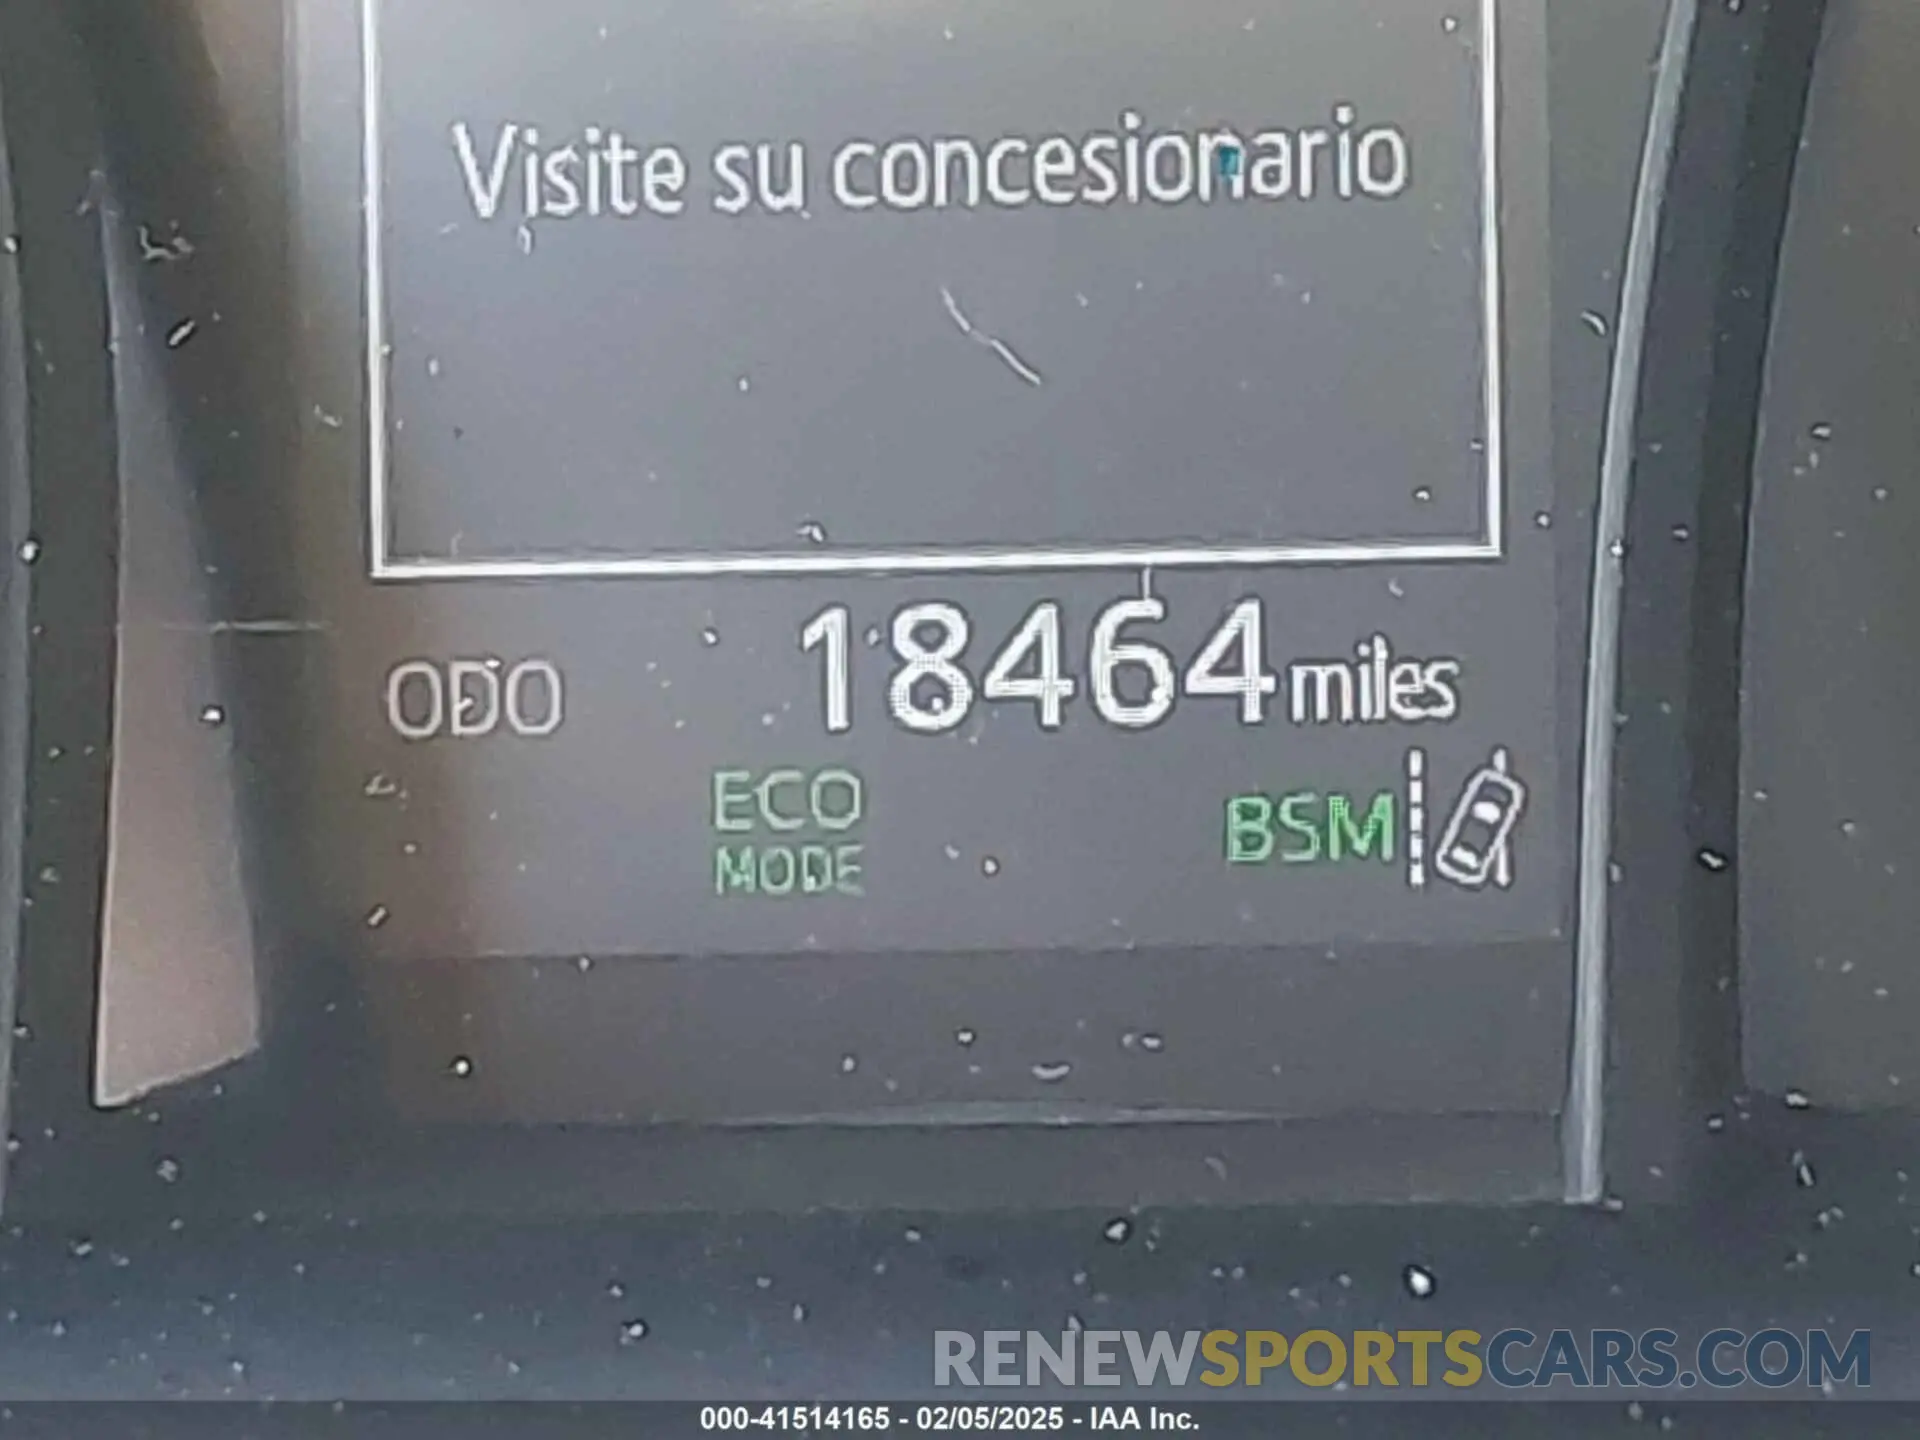 Visite su concesionario
ODO 18464 miles
ECO
MODE
BSM
RENEWSPORTSCARS.COM
000-41514165 - 02/05/2025 - IAA Inc.